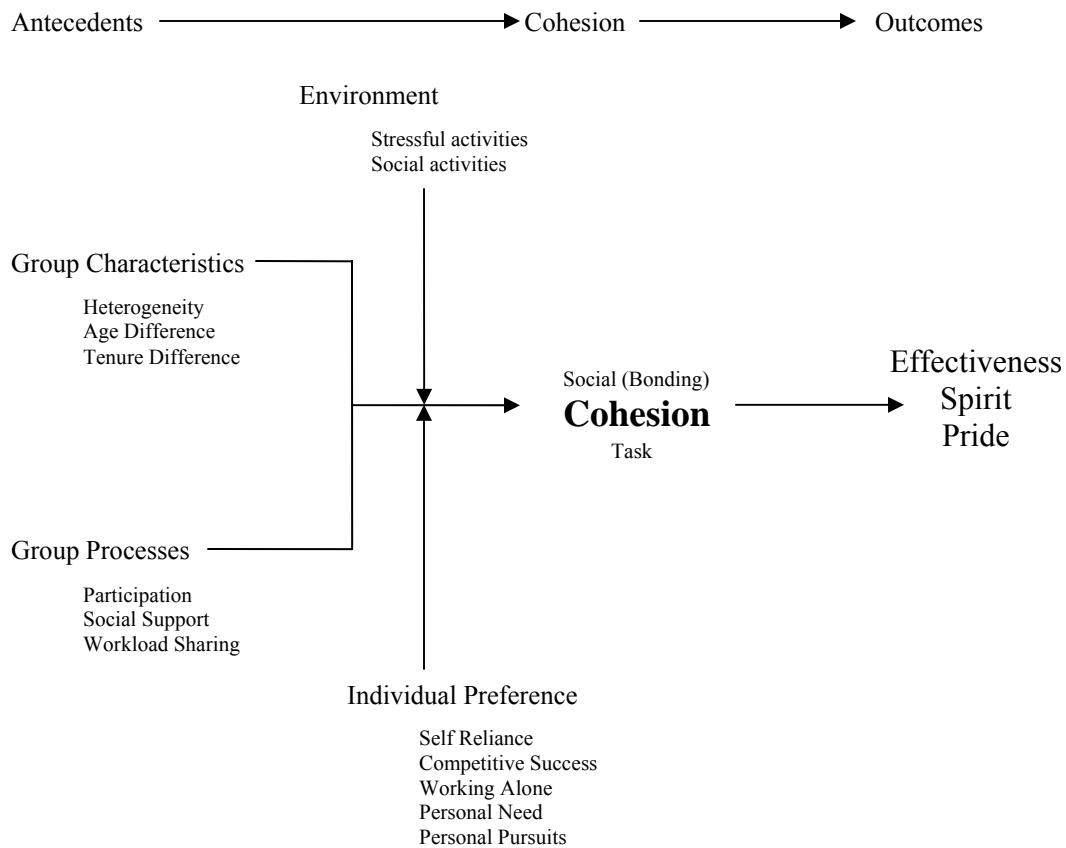 Antecedents Cohesion Outcomes
Environment
Stressful activities
Social activities
Group Characteristics
Heterogeneity
Age Difference
Tenure Difference
Social (Bonding)
Cohesion
Task
Effectiveness
Spirit
Pride
Group Processes
Participation
Social Support
Workload Sharing
Individual Preference
Self Reliance
Competitive Success
Working Alone
Personal Need
Personal Pursuits